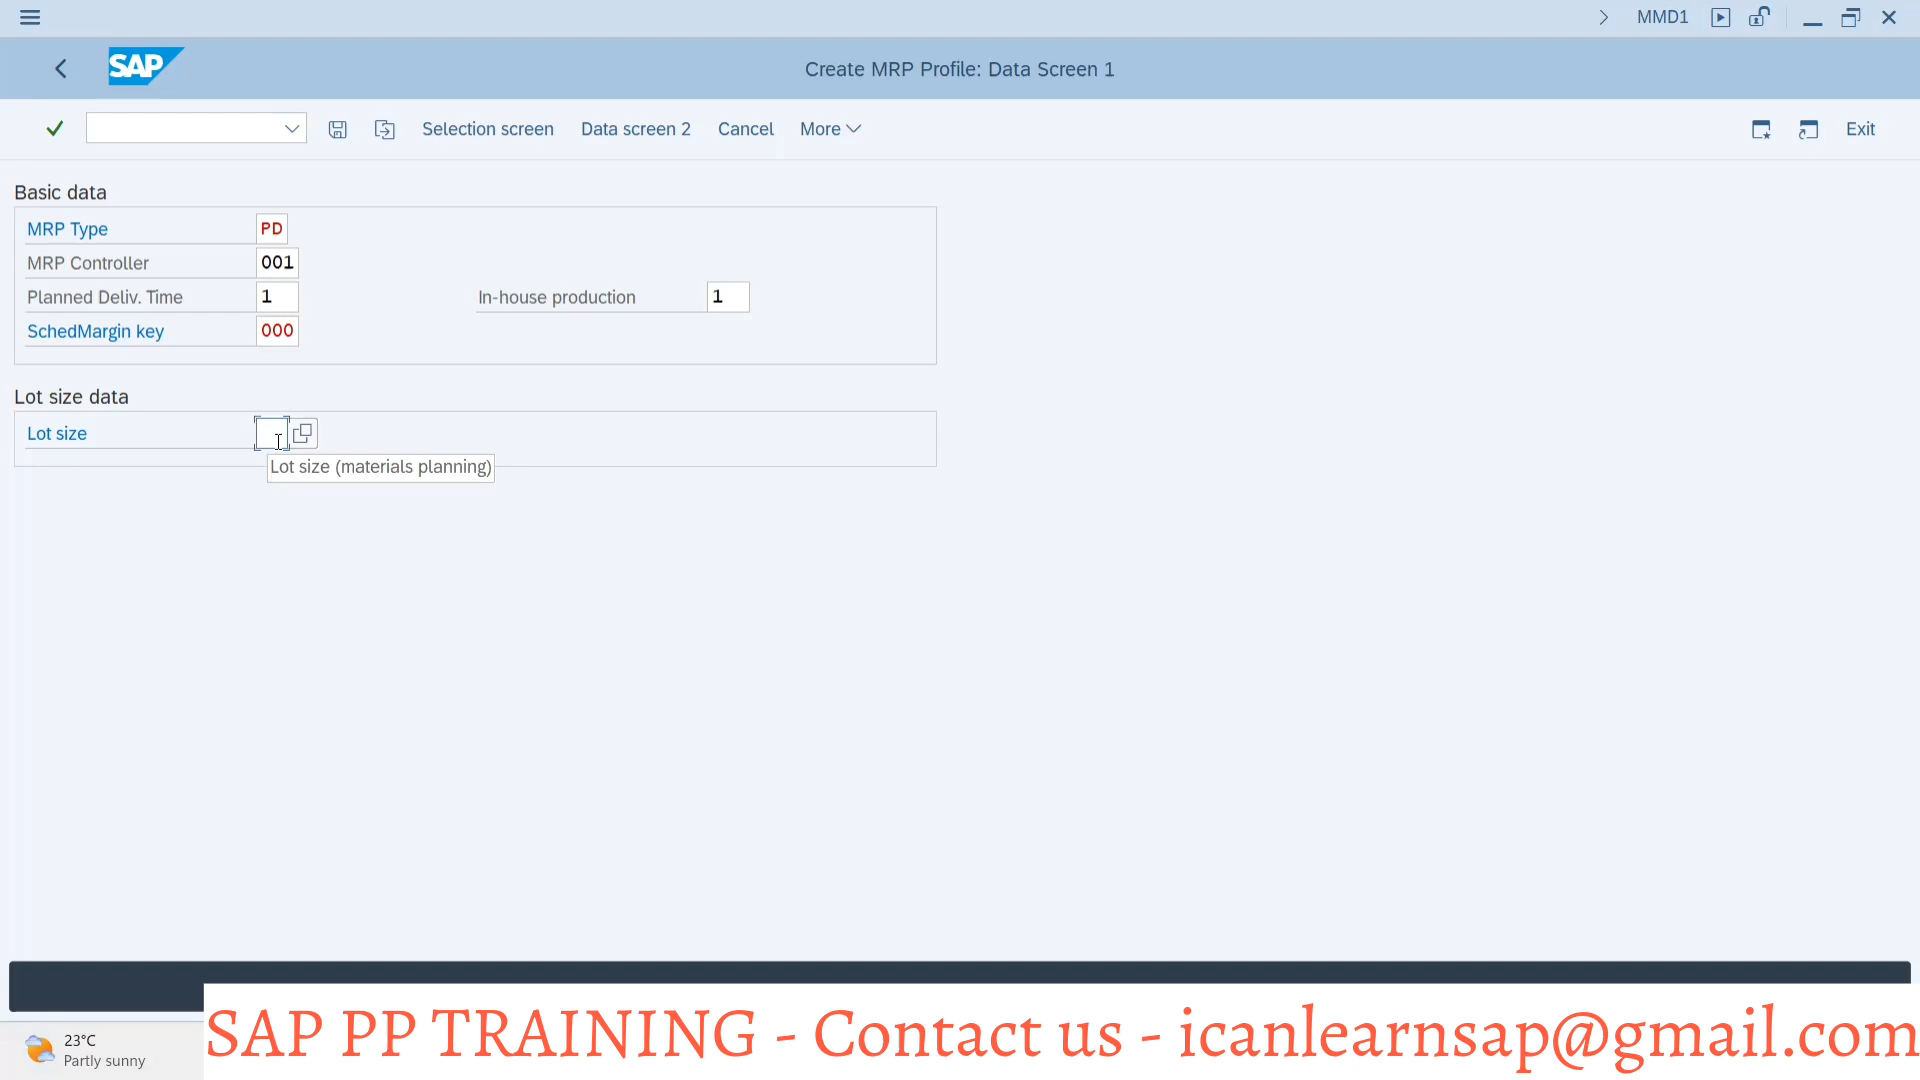 MMD1
SAP
Create MRP Profile: Data Screen 1
Selection screen
Data screen 2
Cancel
More
Exit
Basic data
MRP Type
PD
MRP Controller
001
Planned Deliv. Time
1
In-house production
1
SchedMargin key
000
Lot size data
Lot size
Lot size (materials planning)
SAP PP TRAINING - Contact us - icanlearnsap@gmail.com
23°C
Partly sunny